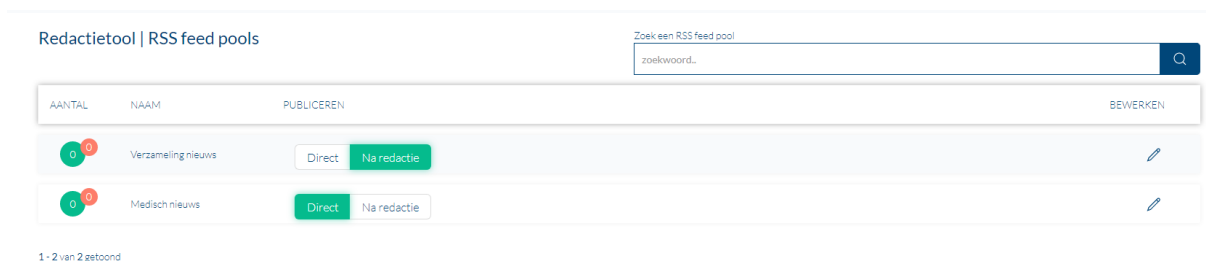 Redactietool | RSS feed pools
Zoek een RSS feed pool
zoekwoord..
AANTAL NAAM PUBLICEREN BEWERKEN
0 0 Verzameling nieuws Direct Na redactie
0 0 Medisch nieuws Direct Na redactie
1 - 2 van 2 getoond